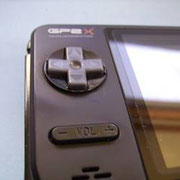 GP2X
- VOL +